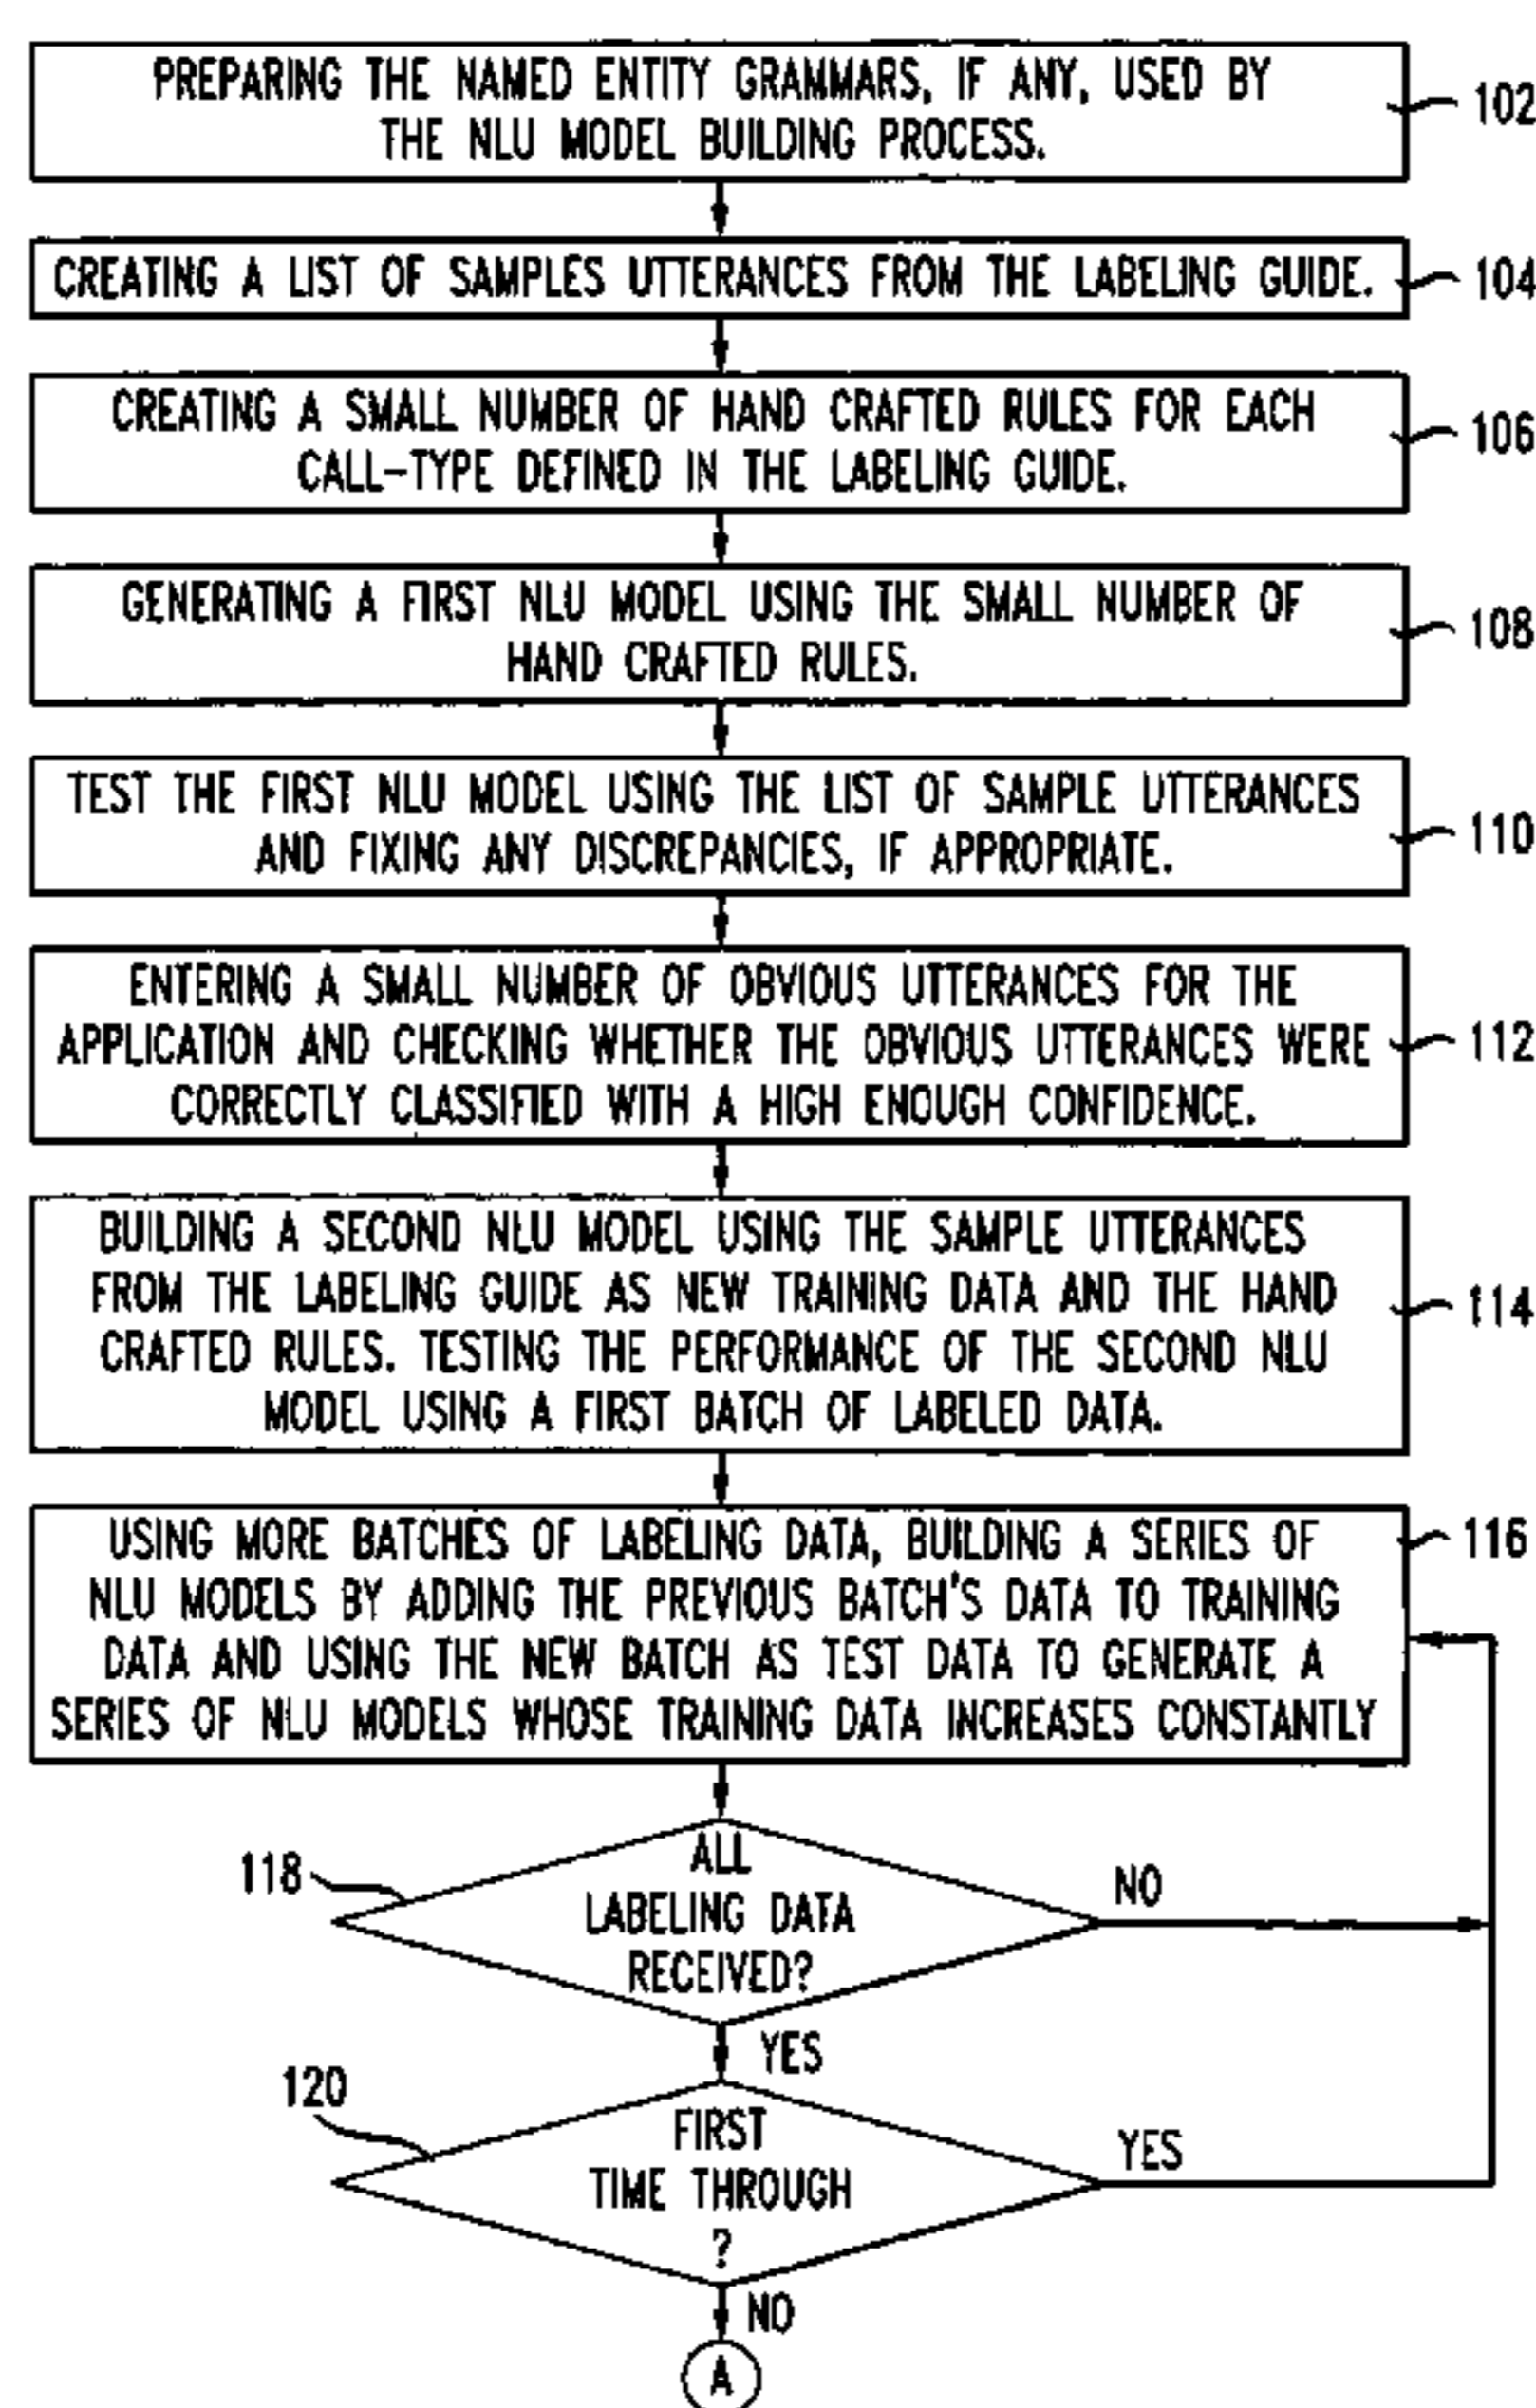 PREPARING THE NAMED ENTITY GRAMMARS, IF ANY, USED BY
THE NLU MODEL BUILDING PROCESS.
102
CREATING A LIST OF SAMPLES UTTERANCES FROM THE LABELING GUIDE.
104
CREATING A SMALL NUMBER OF HAND CRAFTED RULES FOR EACH
CALL-TYPE DEFINED IN THE LABELING GUIDE.
106
GENERATING A FIRST NLU MODEL USING THE SMALL NUMBER OF
HAND CRAFTED RULES.
108
TEST THE FIRST NLU MODEL USING THE LIST OF SAMPLE UTTERANCES
AND FIXING ANY DISCREPANCIES, IF APPROPRIATE.
110
ENTERING A SMALL NUMBER OF OBVIOUS UTTERANCES FOR THE
APPLICATION AND CHECKING WHETHER THE OBVIOUS UTTERANCES WERE
CORRECTLY CLASSIFIED WITH A HIGH ENOUGH CONFIDENCE.
112
BUILDING A SECOND NLU MODEL USING THE SAMPLE UTTERANCES
FROM THE LABELING GUIDE AS NEW TRAINING DATA AND THE HAND
CRAFTED RULES. TESTING THE PERFORMANCE OF THE SECOND NLU
MODEL USING A FIRST BATCH OF LABELED DATA.
114
USING MORE BATCHES OF LABELING DATA, BUILDING A SERIES OF
NLU MODELS BY ADDING THE PREVIOUS BATCH'S DATA TO TRAINING
DATA AND USING THE NEW BATCH AS TEST DATA TO GENERATE A
SERIES OF NLU MODELS WHOSE TRAINING DATA INCREASES CONSTANTLY
116
118
ALL
LABELING DATA
RECEIVED?
NO
YES
120
FIRST
TIME THROUGH
?
YES
NO
A